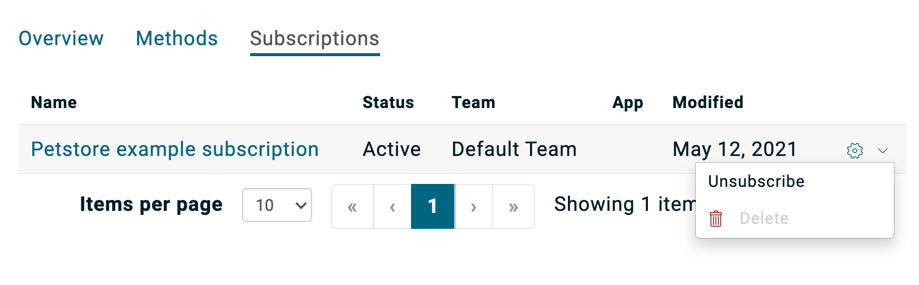 Overview Methods Subscriptions
Name Status Team App Modified
Petstore example subscription Active Default Team May 12, 2021
Unsubscribe
Items per page 10 « ‹ 1 › » Showing 1 item
Delete